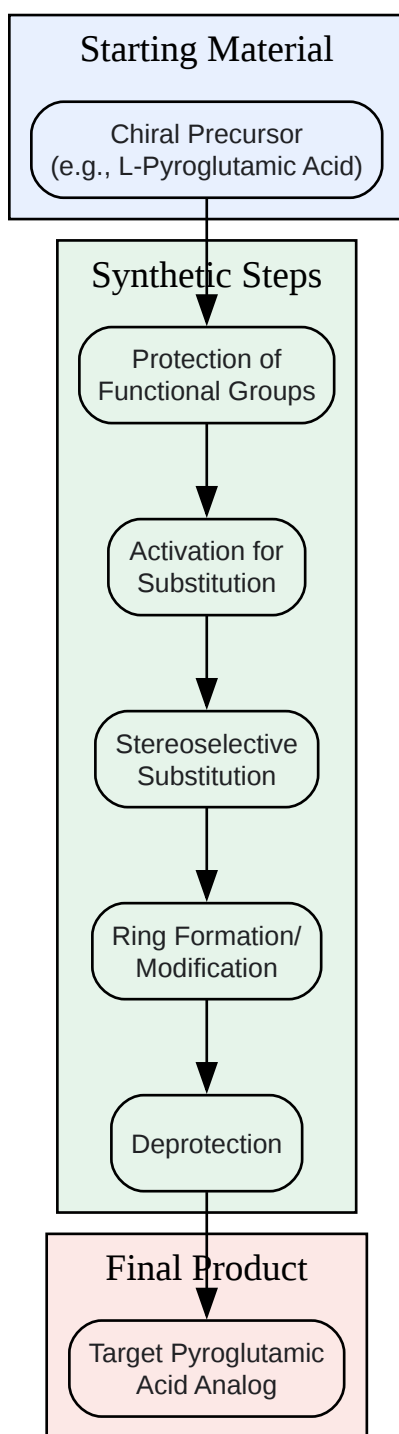 Starting Material
Chiral Precursor
(e.g., L-Pyroglutamic Acid)
Synthetic Steps
Protection of
Functional Groups
Activation for
Substitution
Stereoselective
Substitution
Ring Formation/
Modification
Deprotection
Final Product
Target Pyroglutamic
Acid Analog